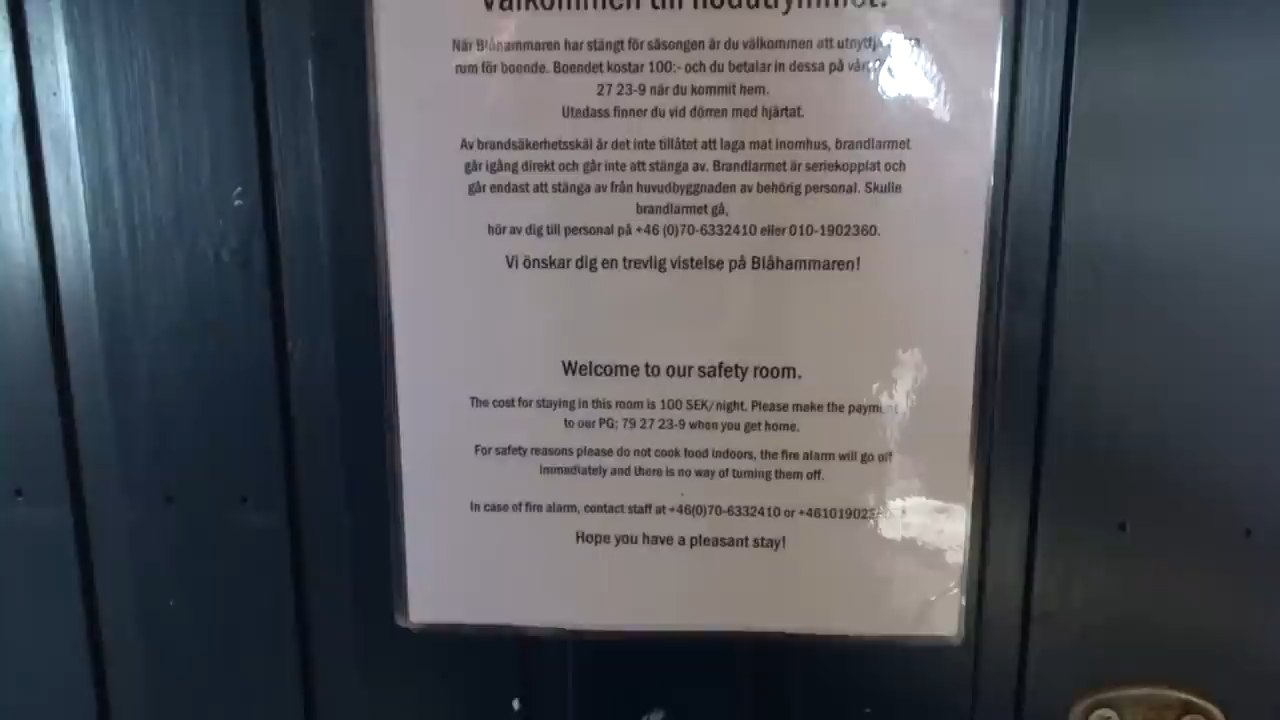 Välkommen till nödutrymmet!
När Blåhammaren har stängt för säsongen är du välkommen att
rum för boende. Boendet kostar 100:- och du betalar in dessa på vårt
27 23-9 när du kommit hem.
Utedass finner du vid dörren med hjärtat.
Av brandsäkerhetsskäl är det inte tillåtet att laga mat inomhus, brandlarmet
går igång direkt och går inte att stänga av. Brandlarmet är seriekopplat och
går endast att stänga av från huvudbyggnaden av behörig personal. Skulle
brandlarmet gå,
hör av dig till personal på +46 (0)70-6332410 eller 010-1902360.
Vi önskar dig en trevlig vistelse på Blåhammaren!
Welcome to our safety room.
The cost for staying in this room is 100 SEK/night. Please make the payment
to our PG; 79 27 23-9 when you get home.
For safety reasons please do not cook food indoors, the fire alarm will go off
immediately and there is no way of turning them off.
In case of fire alarm, contact staff at +46(0)70-6332410 or
Hope you have a pleasant stay!